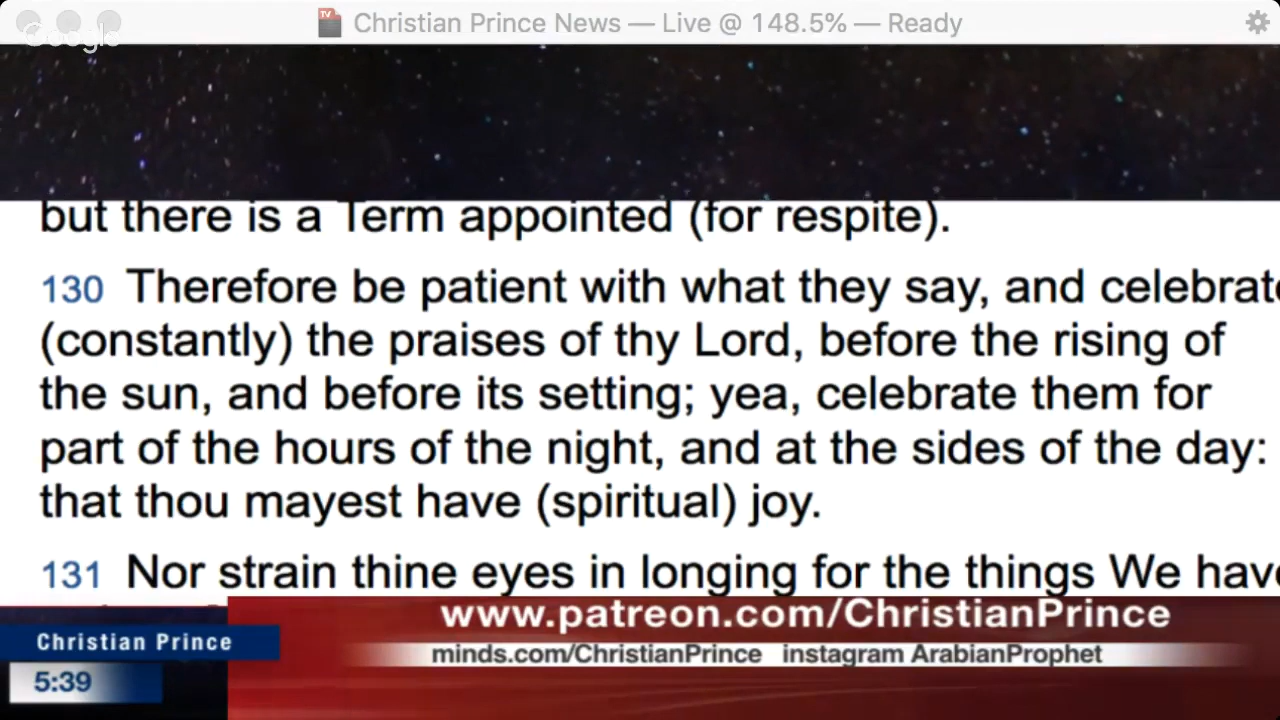 TV
Christian Prince News — Live @ 148.5% — Ready
Google
but there is a Term appointed (for respite).
130 Therefore be patient with what they say, and celebrate
(constantly) the praises of thy Lord, before the rising of
the sun, and before its setting; yea, celebrate them for
part of the hours of the night, and at the sides of the day:
that thou mayest have (spiritual) joy.
131 Nor strain thine eyes in longing for the things We have
www.patreon.com/ChristianPrince
Christian Prince
minds.com/ChristianPrince instagram ArabianProphet
5:39